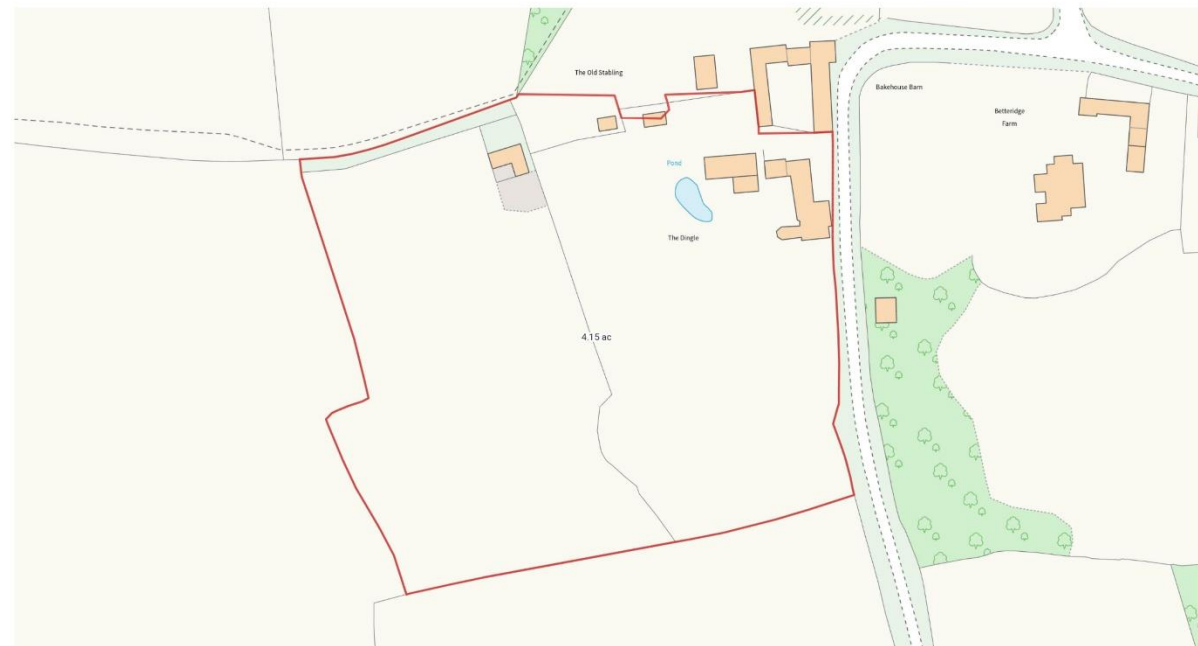 The Old Stabling
Bakehouse Barn
Betteridge
Farm
Pond
The Dingle
4.15 ac